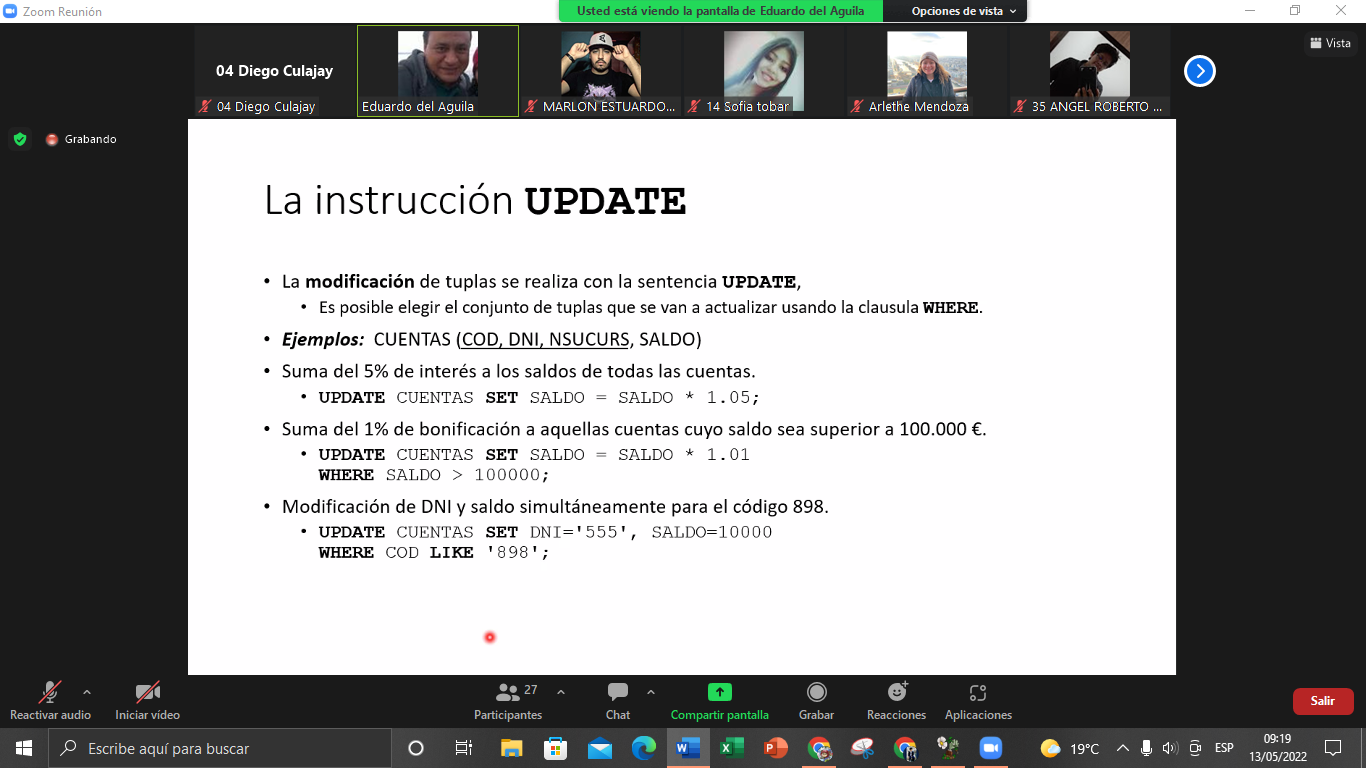 Zoom Reunión
Usted está viendo la pantalla de Eduardo del Aguila
Opciones de vista
04 Diego Culajay
04 Diego Culajay
Eduardo del Aguila
MARLON ESTUARDO...
14 Sofia tobar
Arlethe Mendoza
35 ANGEL ROBERTO ...
Vista
Grabando
La instrucción UPDATE
• La modificación de tuplas se realiza con la sentencia UPDATE,
• Es posible elegir el conjunto de tuplas que se van a actualizar usando la clausula WHERE.
• Ejemplos: CUENTAS (COD, DNI, NSUCURS, SALDO)
• Suma del 5% de interés a los saldos de todas las cuentas.
• UPDATE CUENTAS SET SALDO = SALDO * 1.05;
• Suma del 1% de bonificación a aquellas cuentas cuyo saldo sea superior a 100.000 €.
• UPDATE CUENTAS SET SALDO = SALDO * 1.01
WHERE SALDO > 100000;
• Modificación de DNI y saldo simultáneamente para el código 898.
• UPDATE CUENTAS SET DNI='555', SALDO=10000
WHERE COD LIKE '898';
Reactivar audio
Iniciar vídeo
27
Participantes
Chat
Compartir pantalla
Grabar
Reacciones
Aplicaciones
Salir
Escribe aquí para buscar
19°C
ESP
09:19
13/05/2022